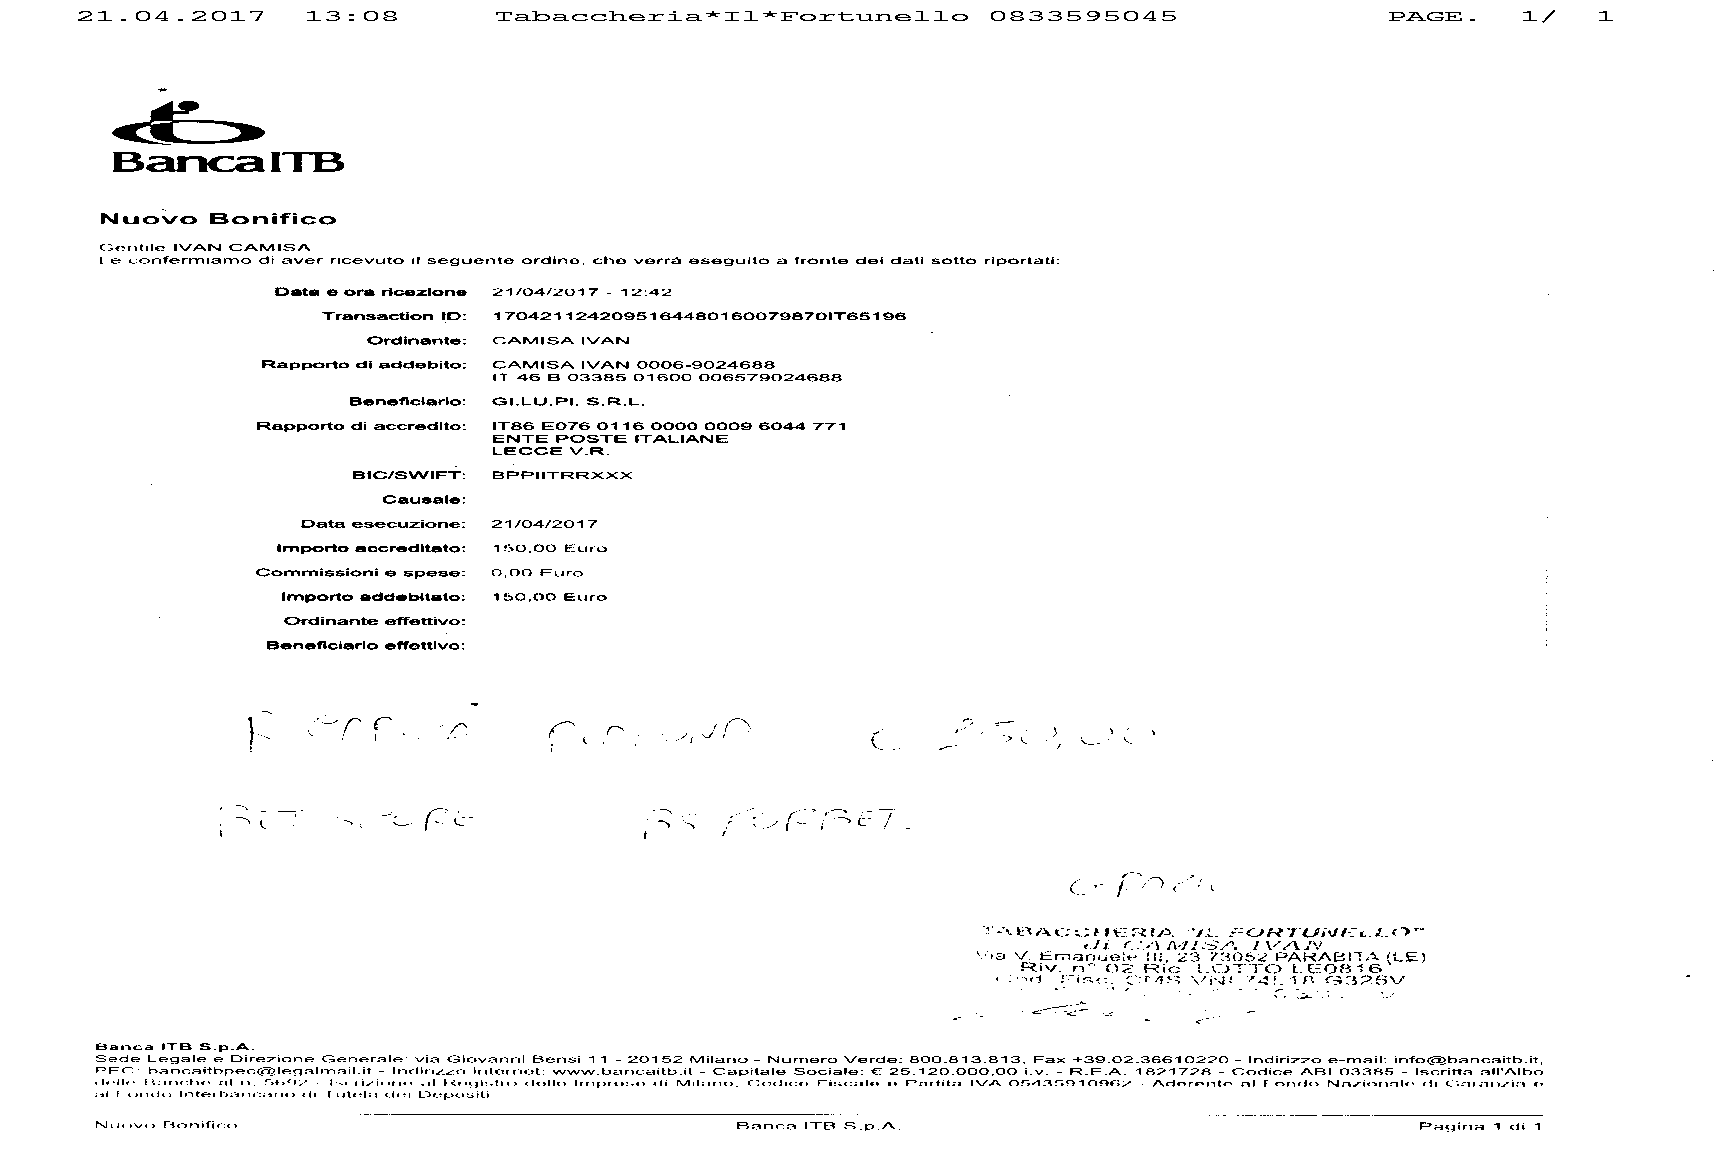 21.04.2017 13:08 Tabaccheria*Il*Fortunello 0833595045 PAGE. 1/ 1
BancaITB
Nuovo Bonifico
Gentile IVAN CAMISA
Le confermiamo di aver ricevuto il seguente ordine, che verrà eseguito a fronte dei dati sotto riportati:
Data e ora ricezione 21/04/2017 - 12:42
Transaction ID: 1704211242095164480160079870IT65196
Ordinante: CAMISA IVAN
Rapporto di addebito: CAMISA IVAN 0006-9024688
IT 46 B 03385 01600 006579024688
Beneficiario: GI.LU.PI. S.R.L.
Rapporto di accredito: IT86 E076 0116 0000 0009 6044 771
ENTE POSTE ITALIANE
LECCE V.R.
BIC/SWIFT: BPPIITRRXXX
Causale:
Data esecuzione: 21/04/2017
Importo accreditato: 150,00 Euro
Commissioni e spese: 0,00 Euro
Importo addebitato: 150,00 Euro
Ordinante effettivo:
Beneficiario effettivo:
TABACCHERIA "IL FORTUNELLO"
di CAMISA IVAN
Via V. Emanuele III, 23 73052 PARABITA (LE)
Riv. n° 02 Ric. LOTTO LE0816
Cod. Fisc. CMS VNI 74L18 G325V
Banca ITB S.p.A.
Sede Legale e Direzione Generale: via Giovanni Bensi 11 - 20152 Milano - Numero Verde: 800.813.813, Fax +39.02.36610220 - Indirizzo e-mail: info@bancaitb.it,
PEC: bancaitbpec@legalmail.it - Indirizzo internet: www.bancaitb.it - Capitale Sociale: € 25.120.000,00 i.v. - R.E.A. 1821728 - Codice ABI 03385 - Iscritta all'Albo
delle Banche al n. 5692 - Iscrizione al Registro delle Imprese di Milano, Codice Fiscale e Partita IVA 05435910962 - Aderente al Fondo Nazionale di Garanzia e
al Fondo Interbancario di Tutela dei Depositi
Nuovo Bonifico Banca ITB S.p.A. Pagina 1 di 1